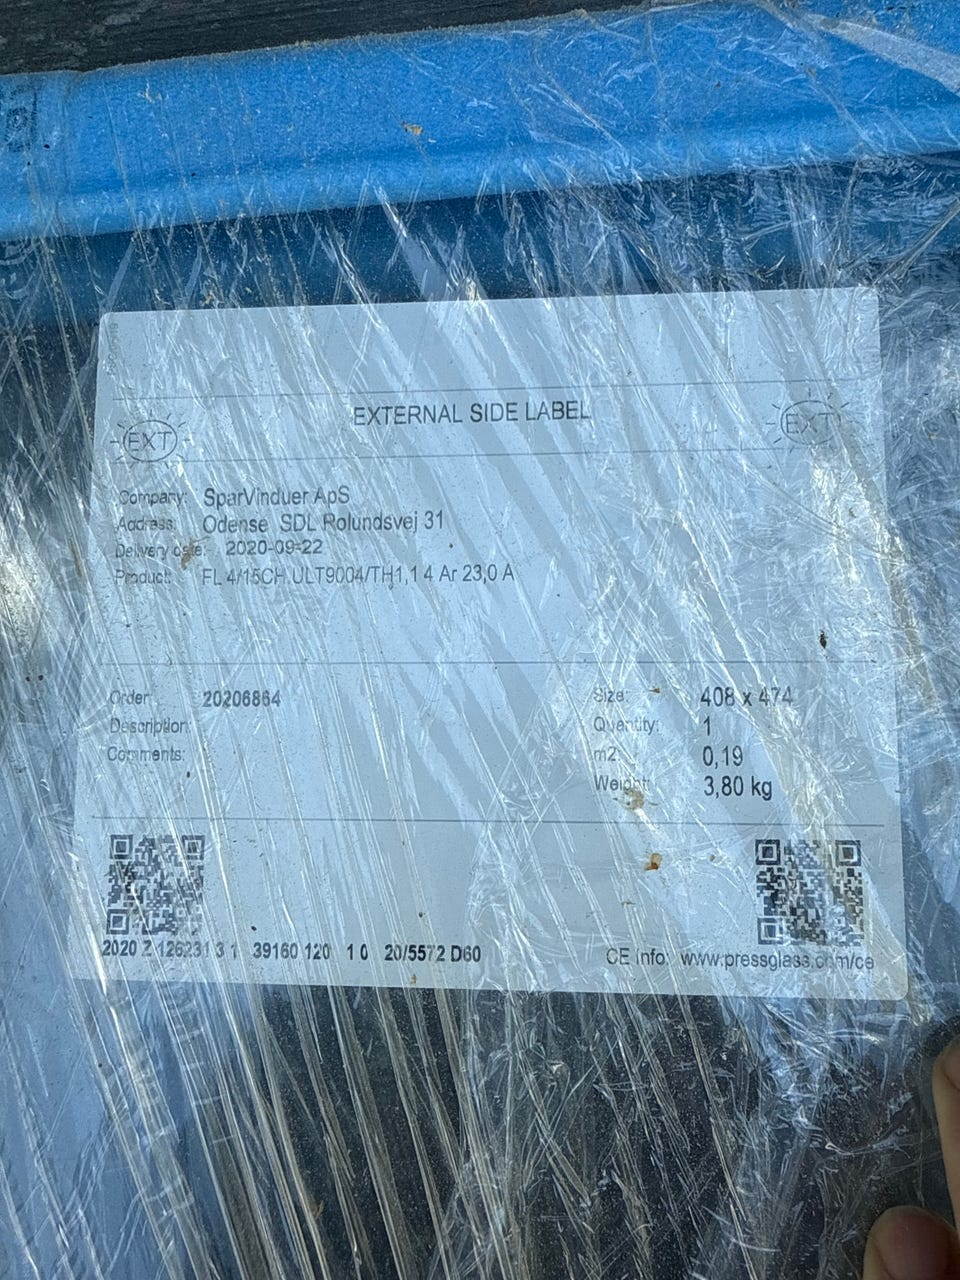 EXTERNAL SIDE LABEL
EXT
EXT
Company: SparVinduer ApS
Address: Odense SDL Rolundsvej 31
Delivery date: 2020-09-22
Product: FL 4/15CH.ULT9004/TH1,1 4 Ar 23,0 A
Order: 20206864
Description:
Comments:
Size: 408 x 474
Quantity: 1
m2: 0,19
Weight: 3,80 kg
2020 Z 126231 3 1 39160 120 1 0 20/5572 D60
CE Info: www.pressglass.com/ce